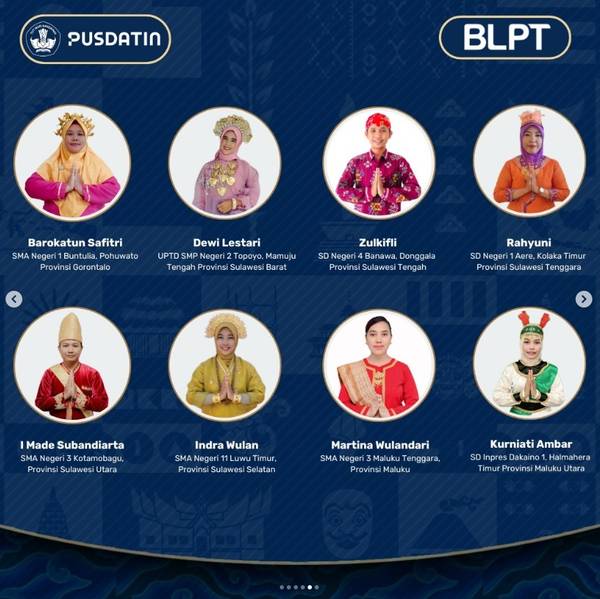 PUSDATIN
BLPT
Barokatun Safitri
SMA Negeri 1 Buntulia, Pohuwato
Provinsi Gorontalo
Dewi Lestari
UPTD SMP Negeri 2 Topoyo, Mamuju
Tengah Provinsi Sulawesi Barat
Zulkifli
SD Negeri 4 Banawa, Donggala
Provinsi Sulawesi Tengah
Rahyuni
SD Negeri 1 Aere, Kolaka Timur
Provinsi Sulawesi Tenggara
I Made Subandiarta
SMA Negeri 3 Kotamobagu,
Provinsi Sulawesi Utara
Indra Wulan
SMA Negeri 11 Luwu Timur,
Provinsi Sulawesi Selatan
Martina Wulandari
SMA Negeri 3 Maluku Tenggara,
Provinsi Maluku
Kurniati Ambar
SD Inpres Dakaino 1, Halmahera
Timur Provinsi Maluku Utara